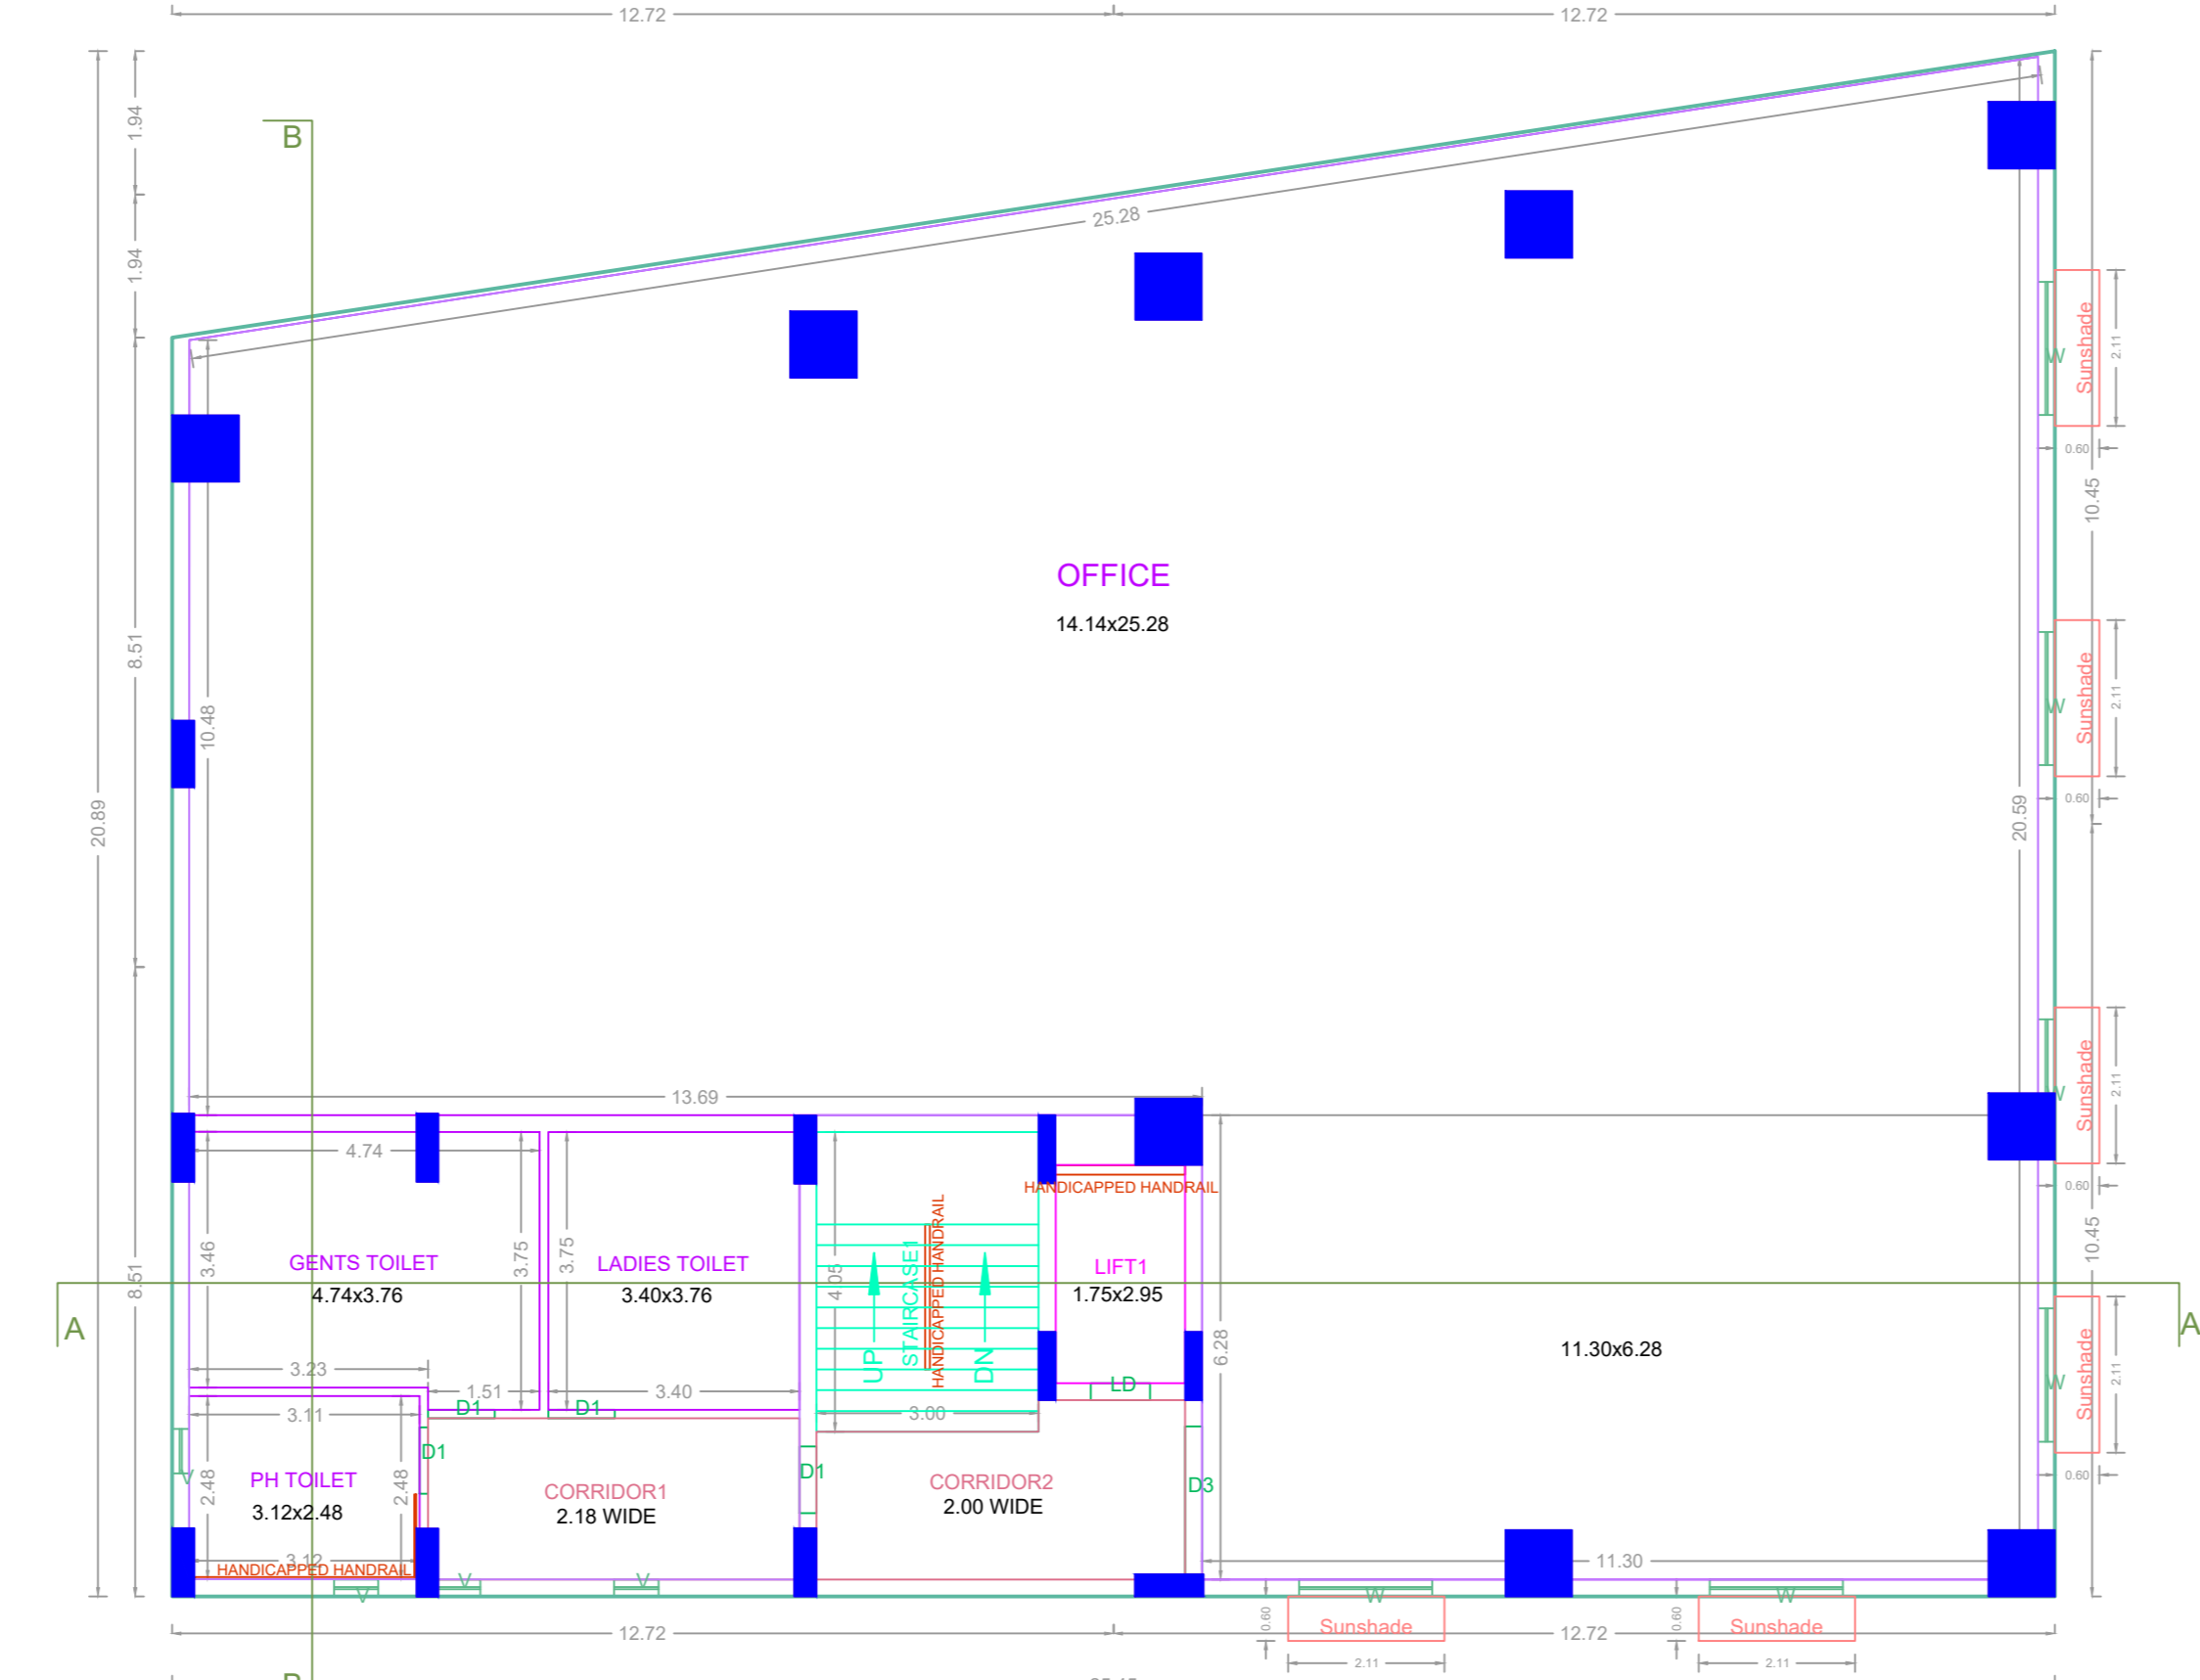 12.72
12.72
1.94
B
1.94
25.28
Sunshade
W
2.11
0.60
10.45
8.51
OFFICE
14.14x25.28
10.48
20.89
Sunshade
W
2.11
0.60
20.59
13.69
Sunshade
W
2.11
0.60
4.74
HANDICAPPED HANDRAIL
3.46
3.75
3.75
GENTS TOILET
4.74x3.76
LADIES TOILET
3.40x3.76
4.05
UP
STAIRCASE1
HANDICAPPED HANDRAIL
DN
LIFT1
1.75x2.95
6.28
11.30x6.28
10.45
8.51
A
A
Sunshade
W
2.11
0.60
3.23
1.51
3.40
LD
3.11
D1
D1
3.00
D1
D1
D3
V
2.48
2.48
PH TOILET
3.12x2.48
CORRIDOR1
2.18 WIDE
CORRIDOR2
2.00 WIDE
3.12
HANDICAPPED HANDRAIL
11.30
V
V
V
W
W
0.60
Sunshade
0.60
Sunshade
12.72
12.72
2.11
2.11